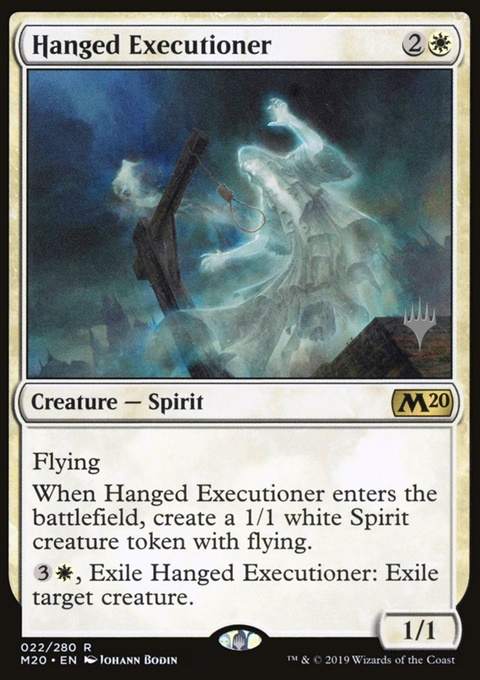 Hanged Executioner 2
Creature — Spirit M20
Flying
When Hanged Executioner enters the
battlefield, create a 1/1 white Spirit
creature token with flying.
3, Exile Hanged Executioner: Exile
target creature.
1/1
022/280 R
M20 • EN Johann Bodin ™ & © 2019 Wizards of the Coast